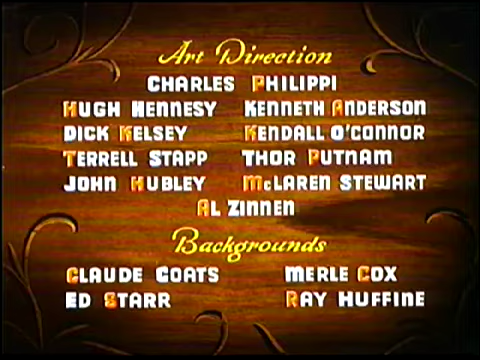 Art Direction
CHARLES PHILIPPI
HUGH HENNESY KENNETH ANDERSON
DICK KELSEY KENDALL O'CONNOR
TERRELL STAPP THOR PUTNAM
JOHN HUBLEY McLAREN STEWART
AL ZINNEN
Backgrounds
CLAUDE COATS MERLE COX
ED STARR RAY HUFFINE